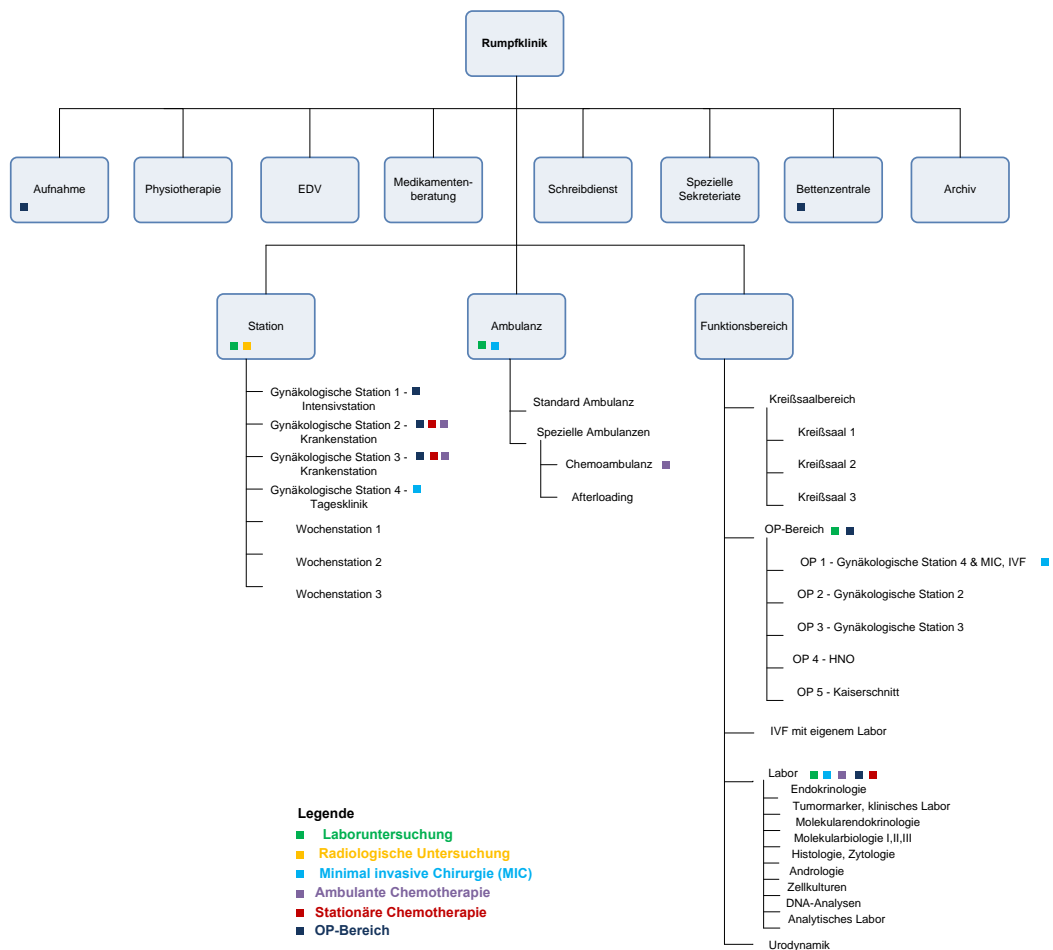 Rumpfklinik
Aufnahme
Physiotherapie
EDV
Medikamenten-
beratung
Schreibdienst
Spezielle
Sekreteriate
Bettenzentrale
Archiv
Station
Ambulanz
Funktionsbereich
Gynäkologische Station 1 -
Intensivstation
Gynäkologische Station 2 -
Krankenstation
Gynäkologische Station 3 -
Krankenstation
Gynäkologische Station 4 -
Tagesklinik
Wochenstation 1
Wochenstation 2
Wochenstation 3
Standard Ambulanz
Spezielle Ambulanzen
Chemoambulanz
Afterloading
Kreißsaalbereich
Kreißsaal 1
Kreißsaal 2
Kreißsaal 3
OP-Bereich
OP 1 - Gynäkologische Station 4 & MIC, IVF
OP 2 - Gynäkologische Station 2
OP 3 - Gynäkologische Station 3
OP 4 - HNO
OP 5 - Kaiserschnitt
IVF mit eigenem Labor
Labor
Endokrinologie
Tumormarker, klinisches Labor
Molekularendokrinologie
Molekularbiologie I,II,III
Histologie, Zytologie
Andrologie
Zellkulturen
DNA-Analysen
Analytisches Labor
Urodynamik
Legende
Laboruntersuchung
Radiologische Untersuchung
Minimal invasive Chirurgie (MIC)
Ambulante Chemotherapie
Stationäre Chemotherapie
OP-Bereich